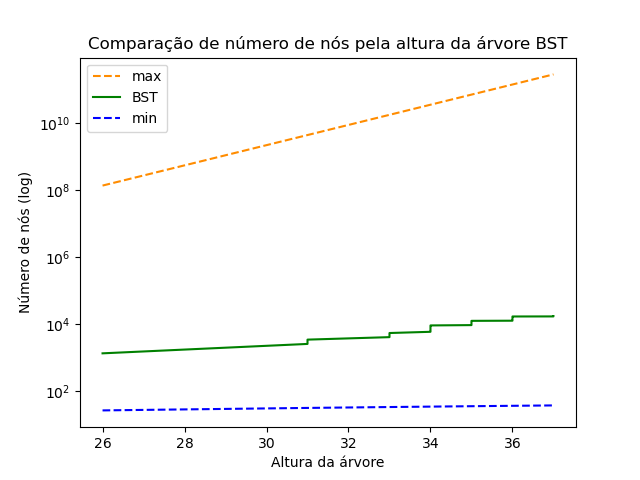 Comparação de número de nós pela altura da árvore BST
max
BST
min
Número de nós (log)
10^10
10^8
10^6
10^4
10^2
26 28 30 32 34 36
Altura da árvore